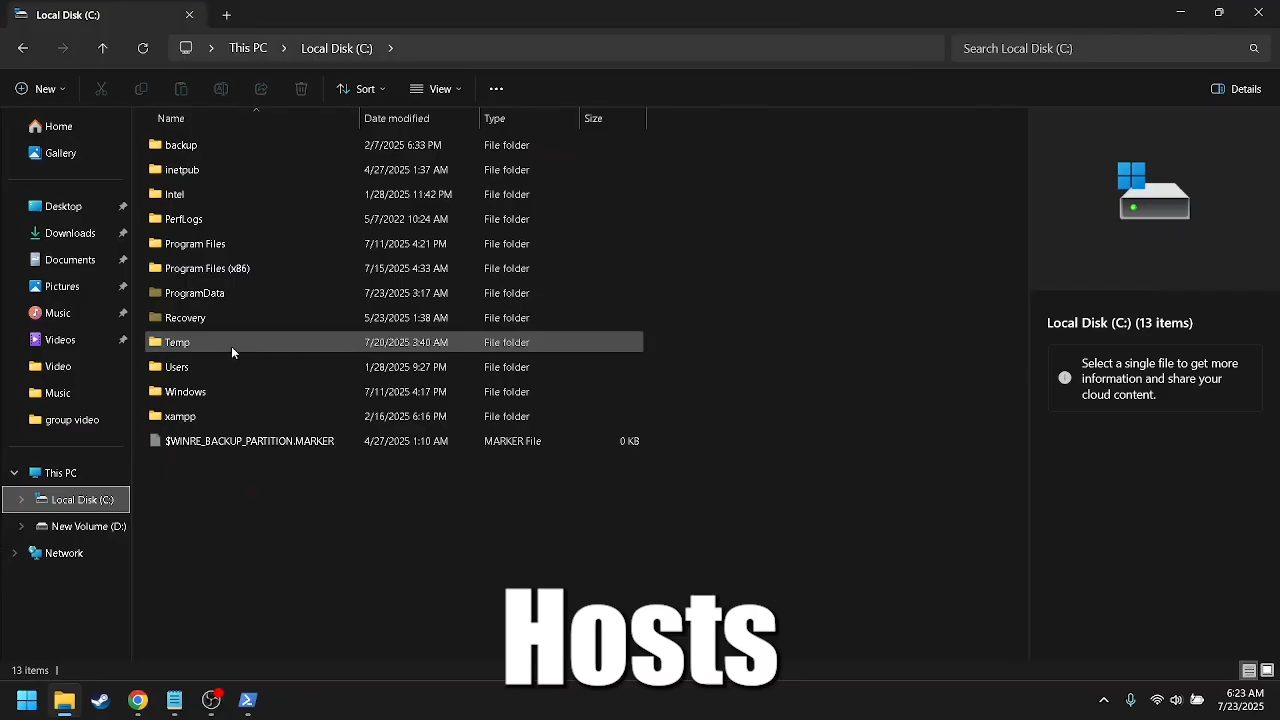 Local Disk (C:)
This PC
Local Disk (C:)
Search Local Disk (C:)
New
Sort
View
Details
Name
Date modified
Type
Size
Home
Gallery
Desktop
Downloads
Documents
Pictures
Music
Videos
Video
Music
group video
This PC
Local Disk (C:)
New Volume (D:)
Network
backup 2/7/2025 6:33 PM File folder
inetpub 4/27/2025 1:37 AM File folder
Intel 1/28/2025 11:42 PM File folder
PerfLogs 5/7/2022 10:24 AM File folder
Program Files 7/11/2025 4:21 PM File folder
Program Files (x86) 7/15/2025 4:33 AM File folder
ProgramData 7/23/2025 3:17 AM File folder
Recovery 5/23/2025 1:38 AM File folder
Temp 7/20/2025 3:40 AM File folder
Users 1/28/2025 9:27 PM File folder
Windows 7/11/2025 4:17 PM File folder
xampp 2/16/2025 6:16 PM File folder
$WINRE_BACKUP_PARTITION.MARKER 4/27/2025 1:10 AM MARKER File 0 KB
Local Disk (C:) (13 items)
Select a single file to get more
information and share your
cloud content.
Hosts
13 items
6:23 AM
7/23/2025